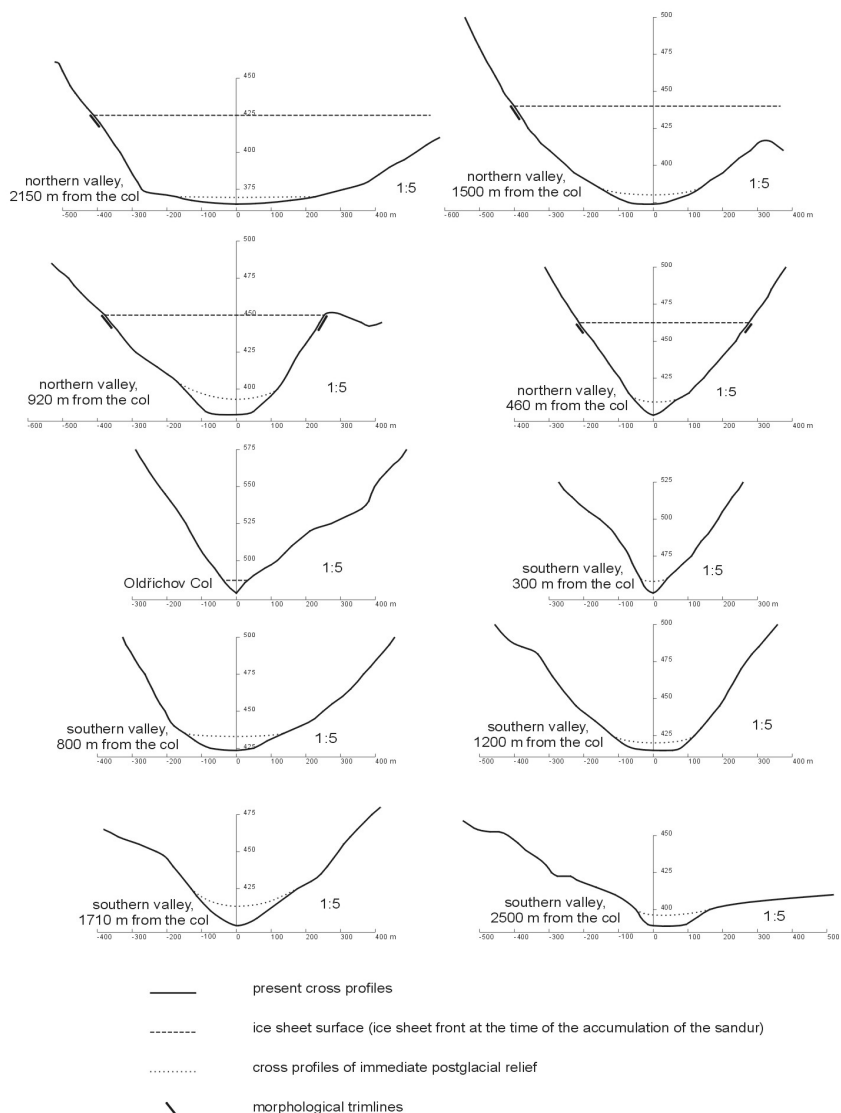 450
425
400
375
northern valley,
2150 m from the col
1:5
-500 -400 -300 -200 -100 0 100 200 300 400 500 m
500
475
450
425
400
northern valley,
1500 m from the col
1:5
-600 -500 -400 -300 -200 -100 0 100 200 300 400 m
500
475
450
425
400
northern valley,
920 m from the col
1:5
-600 -500 -400 -300 -200 -100 0 100 200 300 400 m
500
475
450
425
northern valley,
460 m from the col
1:5
-400 -300 -200 -100 0 100 200 300 400 m
575
550
525
500
Oldřichov Col
1:5
-300 -200 -100 0 100 200 300 400 m
525
500
475
southern valley,
300 m from the col
1:5
-300 -200 -100 0 100 200 300 m
500
475
450
425
southern valley,
800 m from the col
1:5
-400 -300 -200 -100 0 100 200 300 400 m
500
475
450
425
southern valley,
1200 m from the col
1:5
-500 -400 -300 -200 -100 0 100 200 300 400 m
475
450
425
southern valley,
1710 m from the col
1:5
-400 -300 -200 -100 0 100 200 300 400 m
450
425
400
southern valley,
2500 m from the col
1:5
-500 -400 -300 -200 -100 0 100 200 300 400 500
present cross profiles
ice sheet surface (ice sheet front at the time of the accumulation of the sandur)
cross profiles of immediate postglacial relief
morphological trimlines